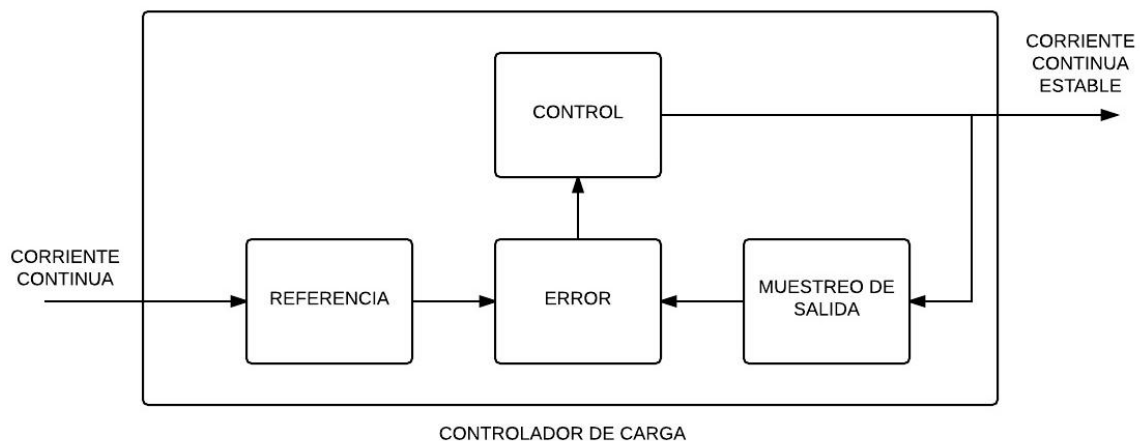 CORRIENTE
CONTINUA
ESTABLE
CONTROL
CORRIENTE
CONTINUA
REFERENCIA
ERROR
MUESTREO DE
SALIDA
CONTROLADOR DE CARGA